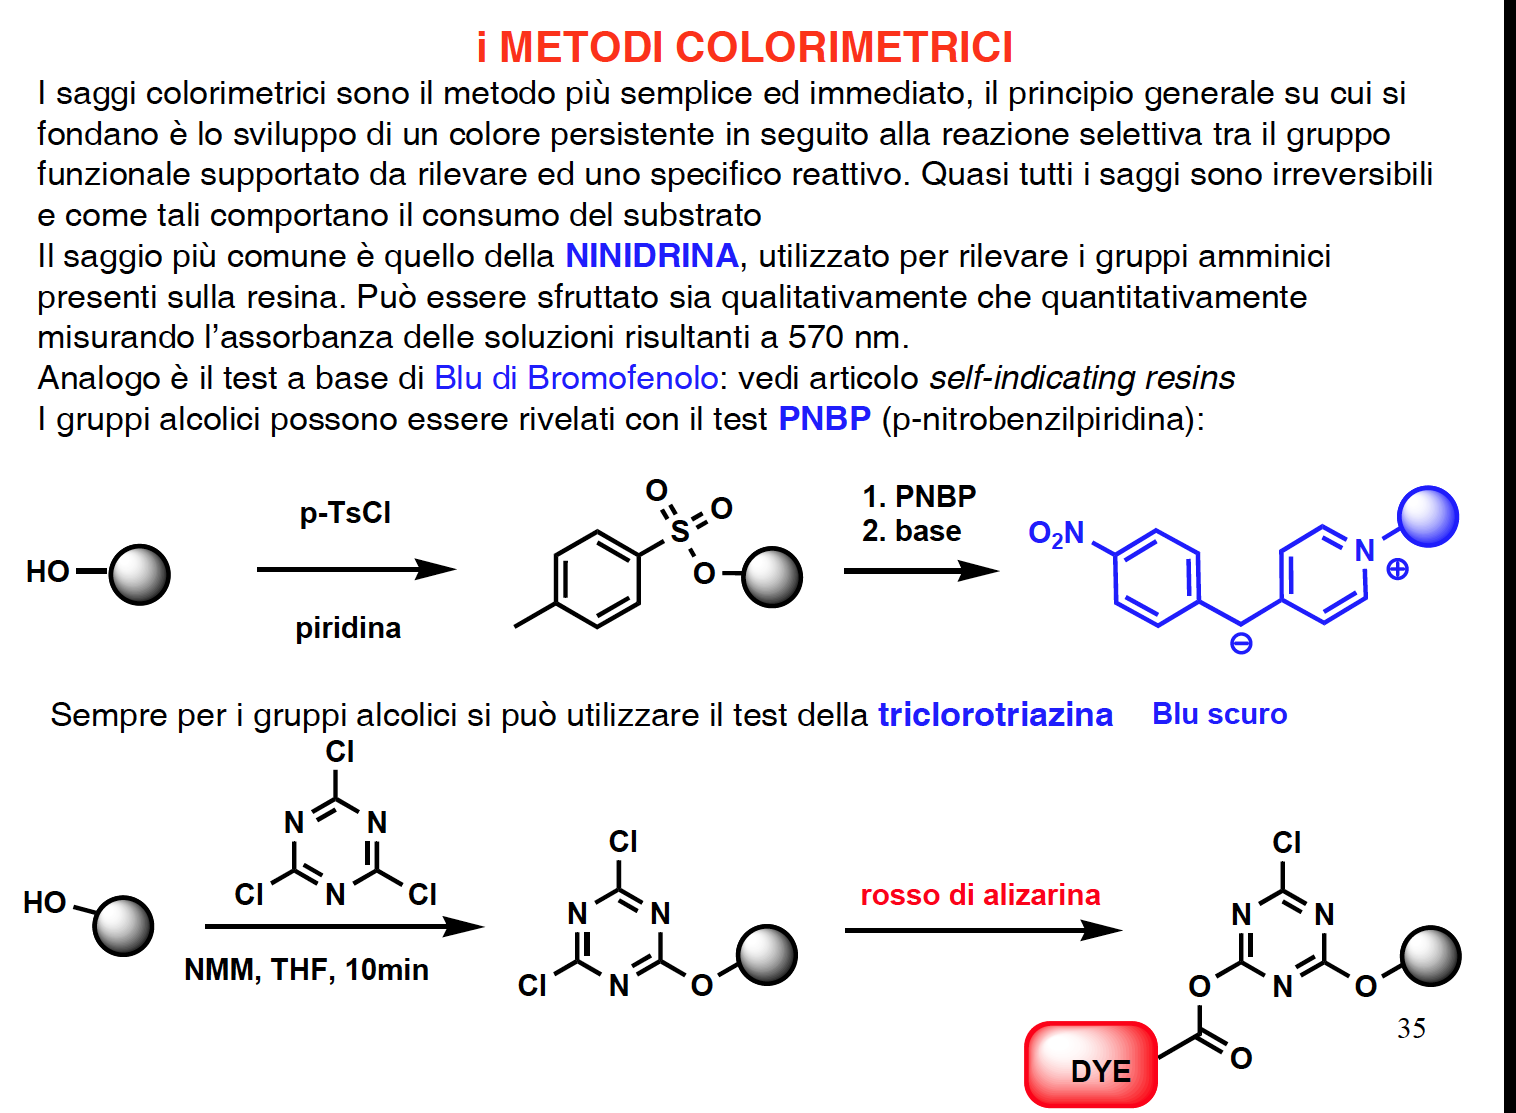 i METODI COLORIMETRICI
I saggi colorimetrici sono il metodo più semplice ed immediato, il principio generale su cui si
fondano è lo sviluppo di un colore persistente in seguito alla reazione selettiva tra il gruppo
funzionale supportato da rilevare ed uno specifico reattivo. Quasi tutti i saggi sono irreversibili
e come tali comportano il consumo del substrato
Il saggio più comune è quello della NINIDRINA, utilizzato per rilevare i gruppi amminici
presenti sulla resina. Può essere sfruttato sia qualitativamente che quantitativamente
misurando l'assorbanza delle soluzioni risultanti a 570 nm.
Analogo è il test a base di Blu di Bromofenolo: vedi articolo self-indicating resins
I gruppi alcolici possono essere rivelati con il test PNBP (p-nitrobenzilpiridina):
HO
p-TsCl
piridina
O
O
S
O
1. PNBP
2. base
O2N
N
⊕
⊖
Sempre per i gruppi alcolici si può utilizzare il test della triclorotriazina
Blu scuro
HO
Cl
N
N
Cl
N
Cl
NMM, THF, 10min
Cl
N
N
Cl
N
O
rosso di alizarina
Cl
N
N
O
N
O
O
DYE
35